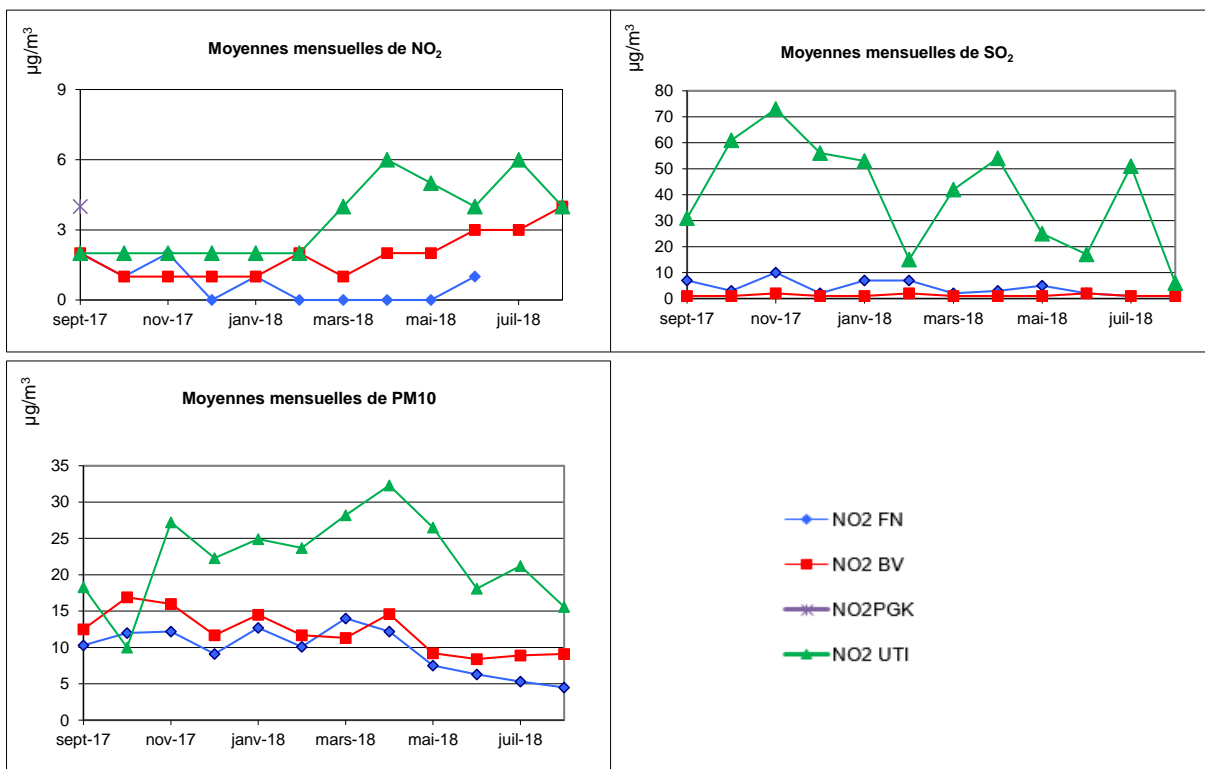 Moyennes mensuelles de NO₂
µg/m³
9
6
3
0
sept-17 nov-17 janv-18 mars-18 mai-18 juil-18
Moyennes mensuelles de SO₂
µg/m³
80
70
60
50
40
30
20
10
0
sept-17 nov-17 janv-18 mars-18 mai-18 juil-18
Moyennes mensuelles de PM10
µg/m³
35
30
25
20
15
10
5
0
sept-17 nov-17 janv-18 mars-18 mai-18 juil-18
NO2 FN
NO2 BV
NO2PGK
NO2 UTI